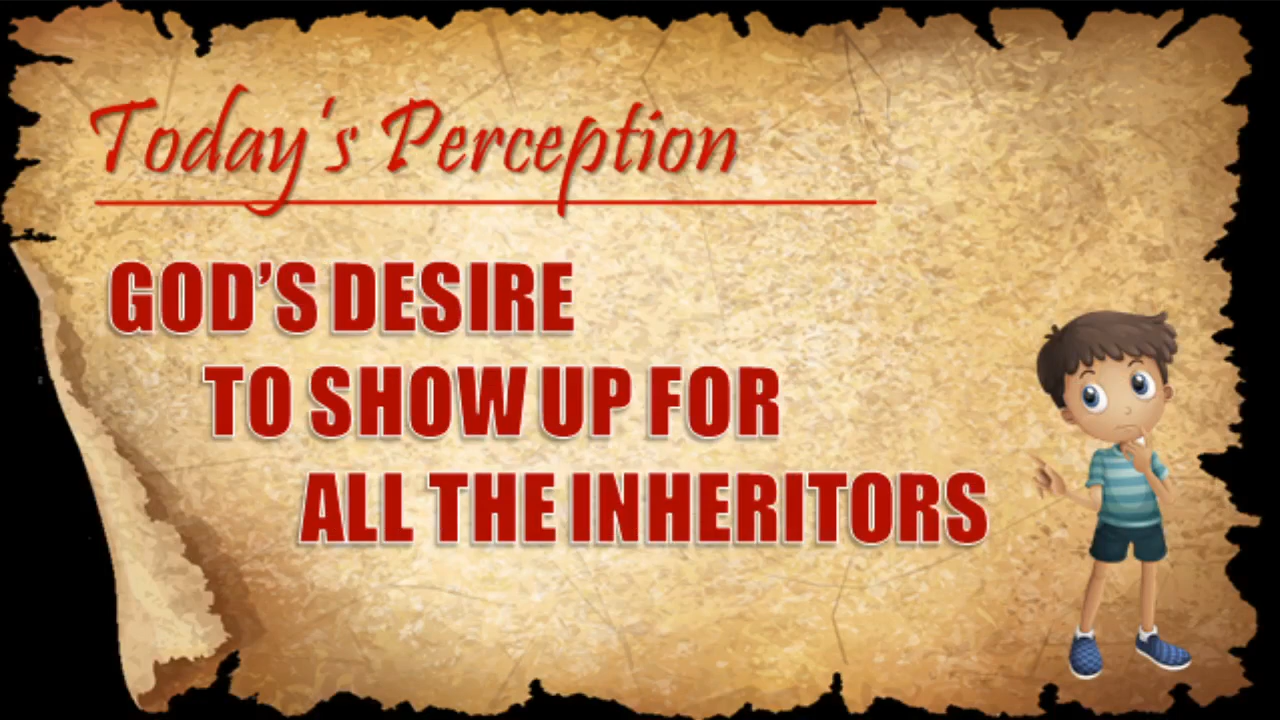 Today's Perception
GOD'S DESIRE
TO SHOW UP FOR
ALL THE INHERITORS